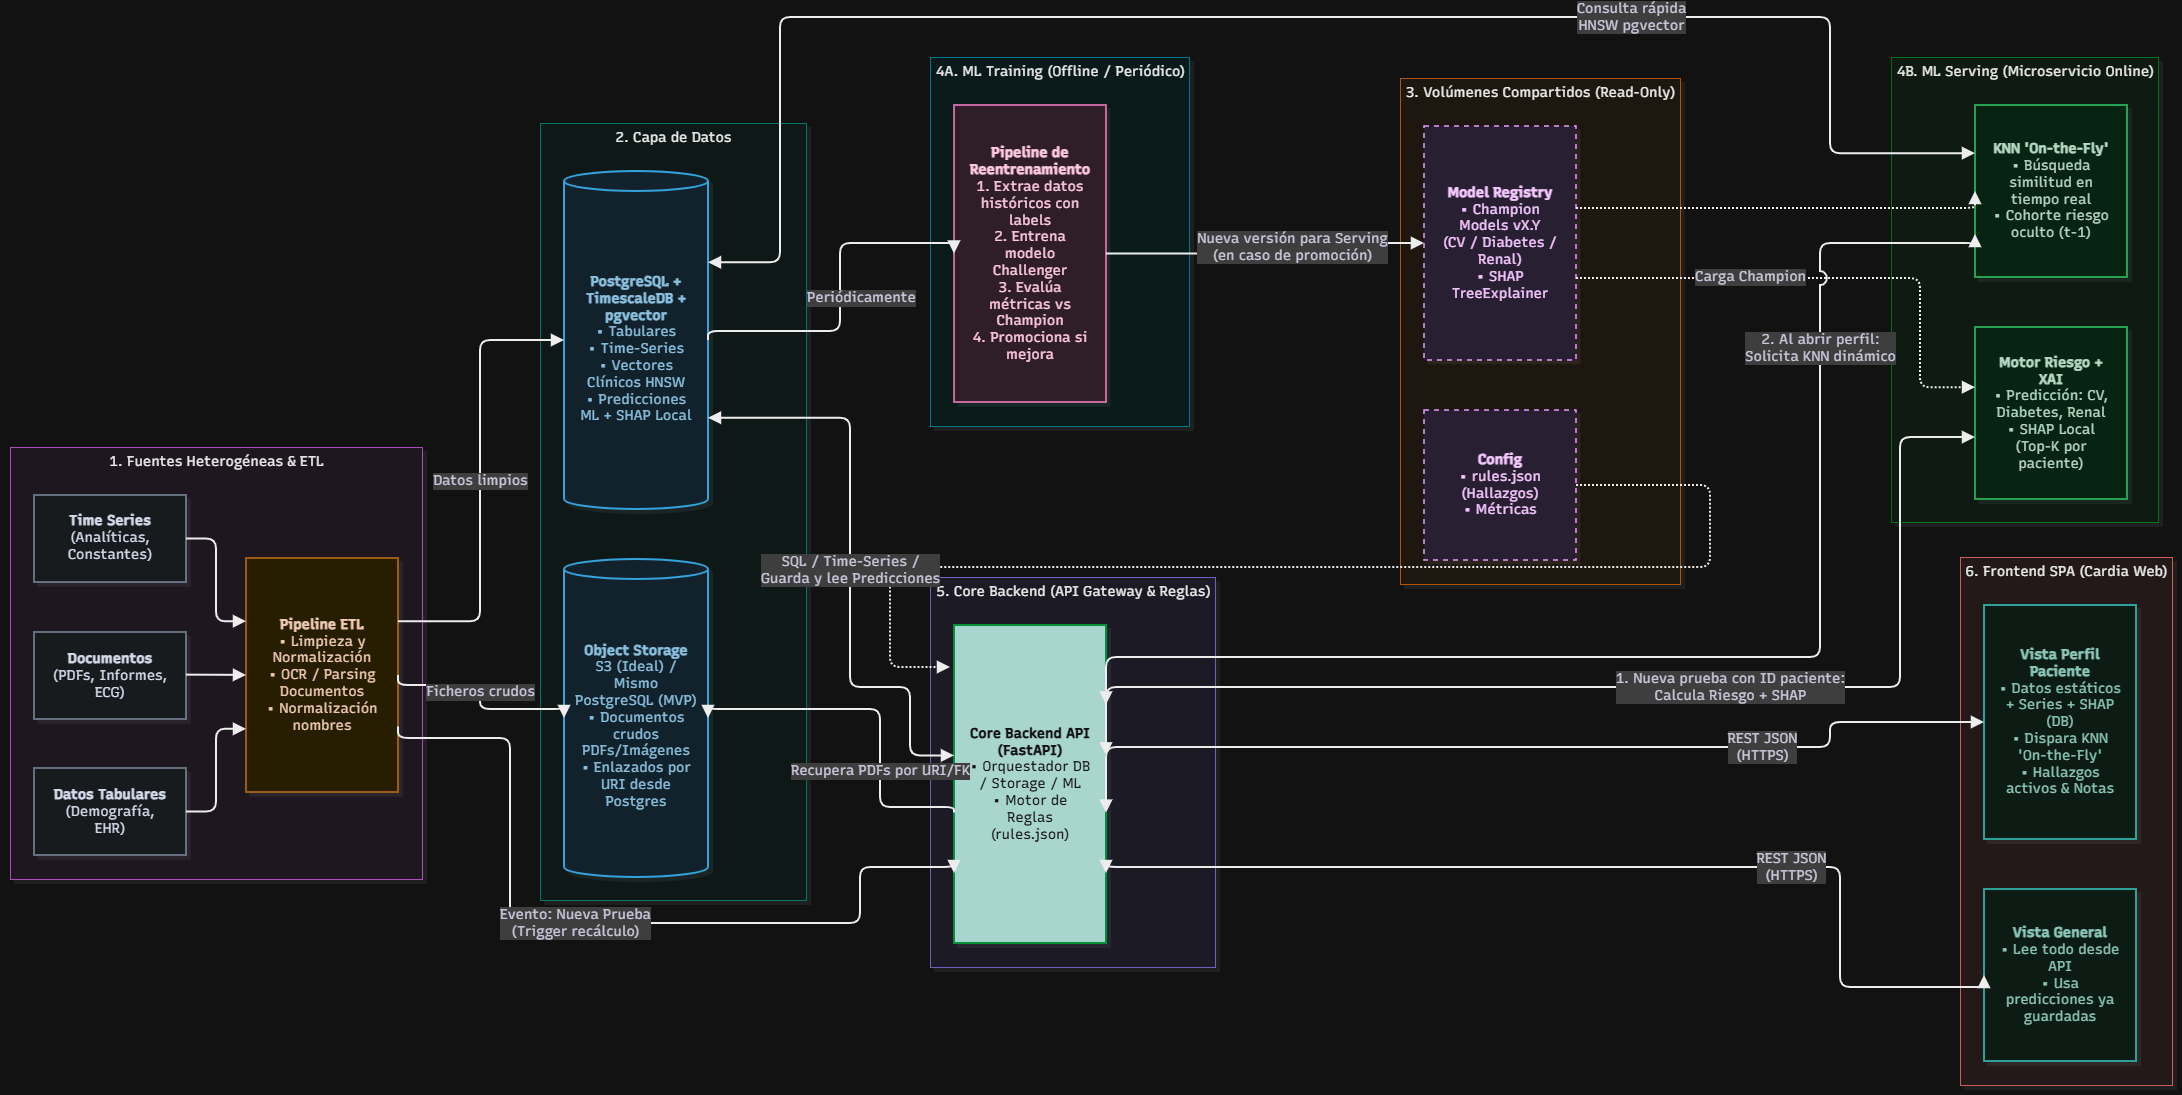 Consulta rápida
HNSW pgvector
4A. ML Training (Offline / Periódico)
Pipeline de
Reentrenamiento
1. Extrae datos
históricos con
labels
2. Entrena
modelo
Challenger
3. Evalúa
métricas vs
Champion
4. Promociona si
mejora
3. Volúmenes Compartidos (Read-Only)
Model Registry
▪ Champion
Models vX.Y
(CV / Diabetes /
Renal)
▪ SHAP
TreeExplainer
Config
▪ rules.json
(Hallazgos)
▪ Métricas
4B. ML Serving (Microservicio Online)
KNN 'On-the-Fly'
▪ Búsqueda
similitud en
tiempo real
▪ Cohorte riesgo
oculto (t-1)
Motor Riesgo +
XAI
▪ Predicción: CV,
Diabetes, Renal
▪ SHAP Local
(Top-K por
paciente)
2. Capa de Datos
PostgreSQL +
TimescaleDB +
pgvector
▪ Tabulares
▪ Time-Series
▪ Vectores
Clínicos HNSW
▪ Predicciones
ML + SHAP Local
Object Storage
S3 (Ideal) /
Mismo
PostgreSQL (MVP)
▪ Documentos
crudos
PDFs/Imágenes
▪ Enlazados por
URI desde
Postgres
Periódicamente
Nueva versión para Serving
(en caso de promoción)
Carga Champion
2. Al abrir perfil:
Solicita KNN dinámico
1. Fuentes Heterogéneas & ETL
Time Series
(Analíticas,
Constantes)
Documentos
(PDFs, Informes,
ECG)
Datos Tabulares
(Demografía,
EHR)
Pipeline ETL
▪ Limpieza y
Normalización
▪ OCR / Parsing
Documentos
▪ Normalización
nombres
Datos limpios
Ficheros crudos
Evento: Nueva Prueba
(Trigger recálculo)
SQL / Time-Series /
Guarda y lee Predicciones
Recupera PDFs por URI/FK
5. Core Backend (API Gateway & Reglas)
Core Backend API
(FastAPI)
▪ Orquestador DB
/ Storage / ML
▪ Motor de
Reglas
(rules.json)
1. Nueva prueba con ID paciente:
Calcula Riesgo + SHAP
REST JSON
(HTTPS)
REST JSON
(HTTPS)
6. Frontend SPA (Cardia Web)
Vista Perfil
Paciente
▪ Datos estáticos
+ Series + SHAP
(DB)
▪ Dispara KNN
'On-the-Fly'
▪ Hallazgos
activos & Notas
Vista General
▪ Lee todo desde
API
▪ Usa
predicciones ya
guardadas